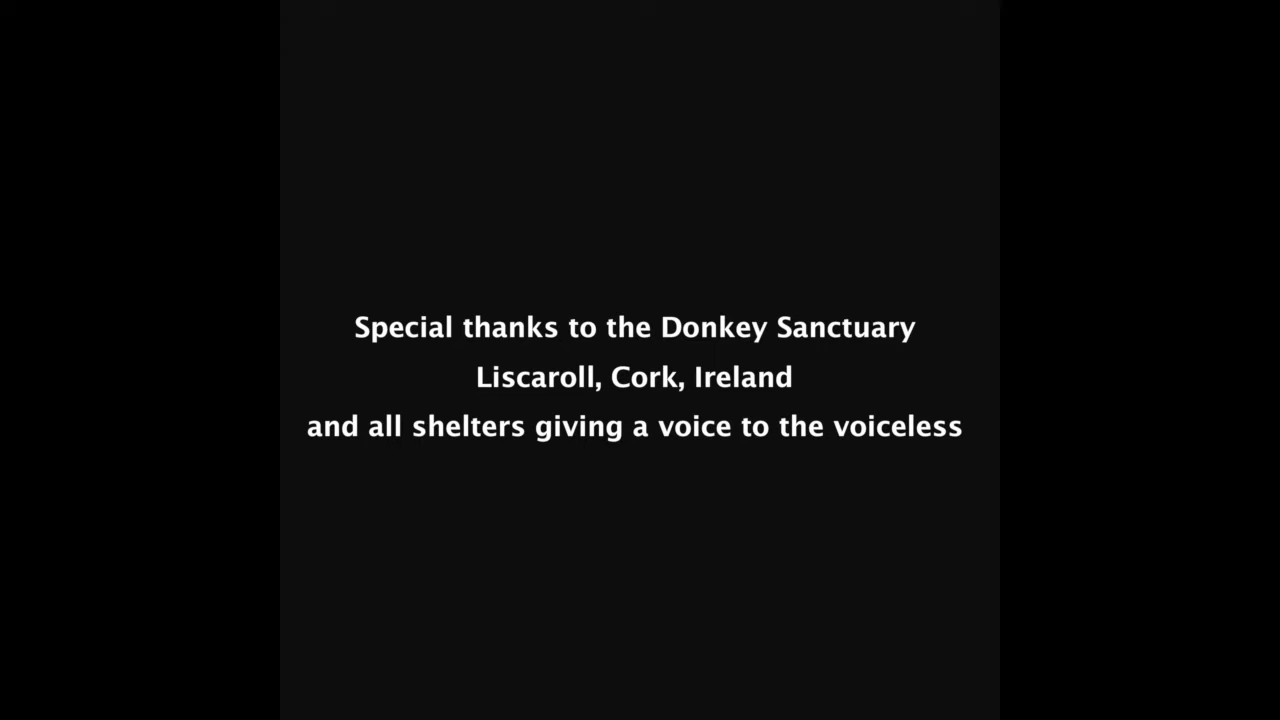 Special thanks to the Donkey Sanctuary
Liscaroll, Cork, Ireland
and all shelters giving a voice to the voiceless